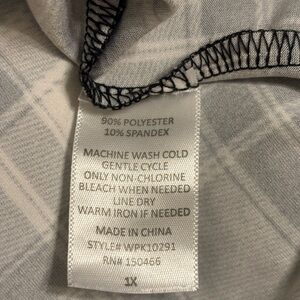 90% POLYESTER
10% SPANDEX
MACHINE WASH COLD
GENTLE CYCLE
ONLY NON-CHLORINE
BLEACH WHEN NEEDED
LINE DRY
WARM IRON IF NEEDED
MADE IN CHINA
STYLE# WPK10291
RN# 150466
1X